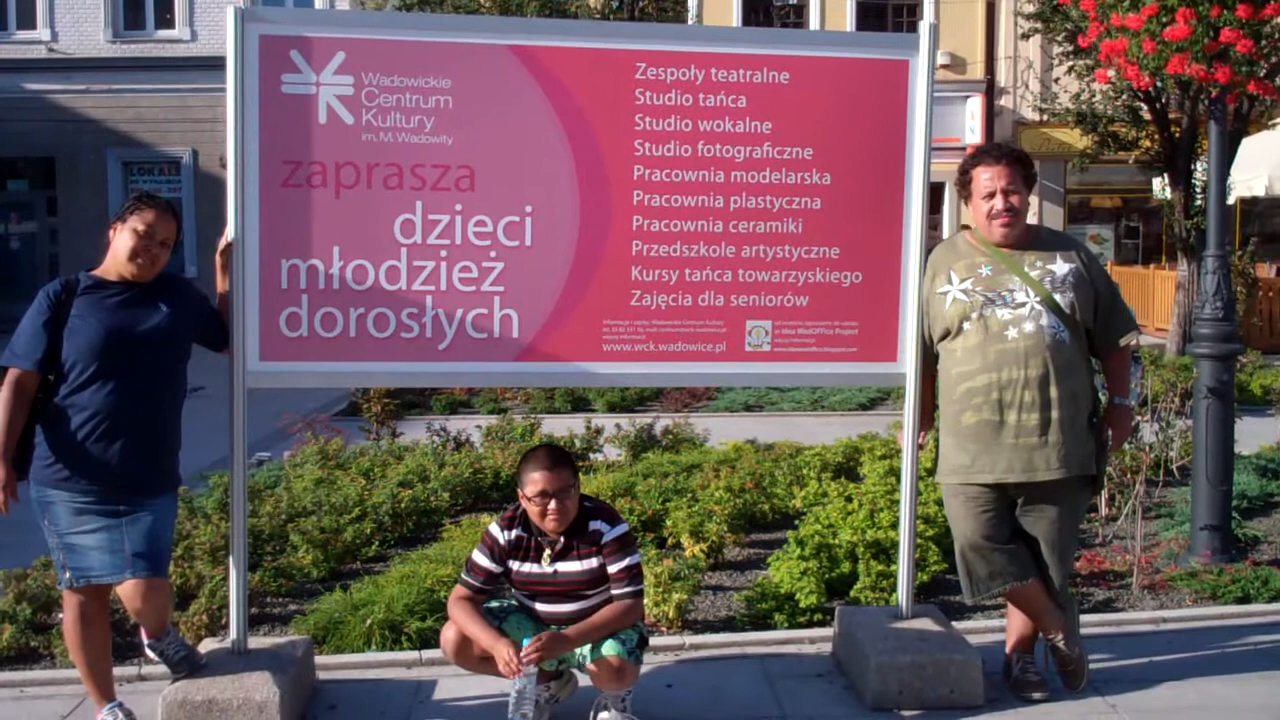 Wadowickie
Centrum
Kultury
im. M. Wadowity
zaprasza
dzieci
młodzież
dorosłych
Zespoły teatralne
Studio tańca
Studio wokalne
Studio fotograficzne
Pracownia modelarska
Pracownia plastyczna
Pracownia ceramiki
Przedszkole artystyczne
Kursy tańca towarzyskiego
Zajęcia dla seniorów
www.wck.wadowice.pl
LOKALE